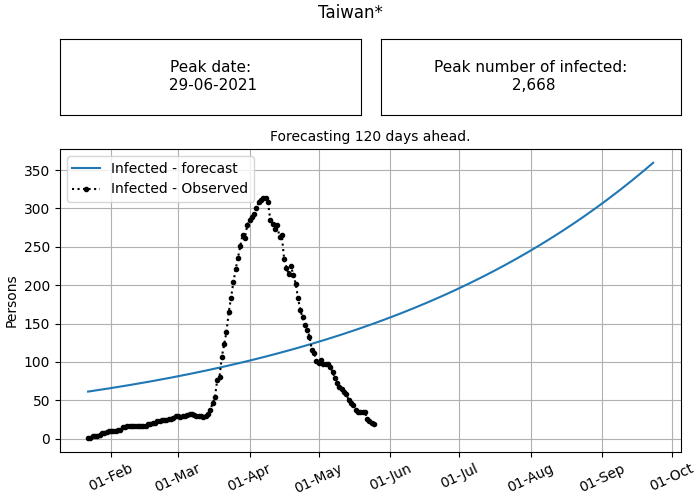 Taiwan*
Peak date:
29-06-2021
Peak number of infected:
2,668
Forecasting 120 days ahead.
Infected - forecast
Infected - Observed
Persons
350
300
250
200
150
100
50
0
01-Feb
01-Mar
01-Apr
01-May
01-Jun
01-Jul
01-Aug
01-Sep
01-Oct